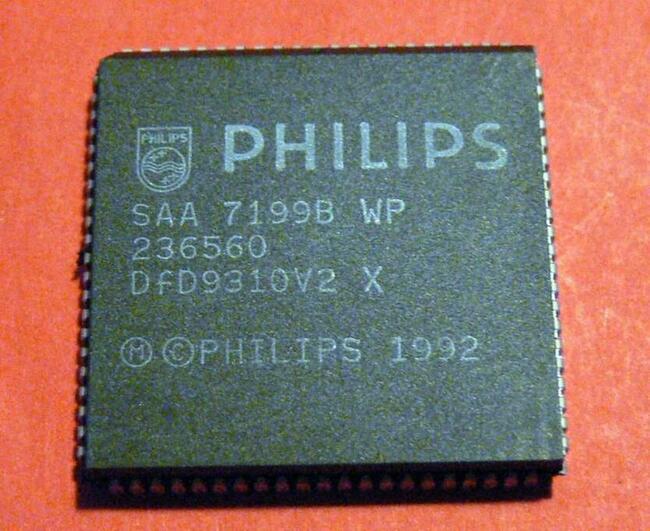 PHILIPS
PHILIPS
SAA 7199B WP
236560
DfD9310V2 X
Ⓜ ©PHILIPS 1992